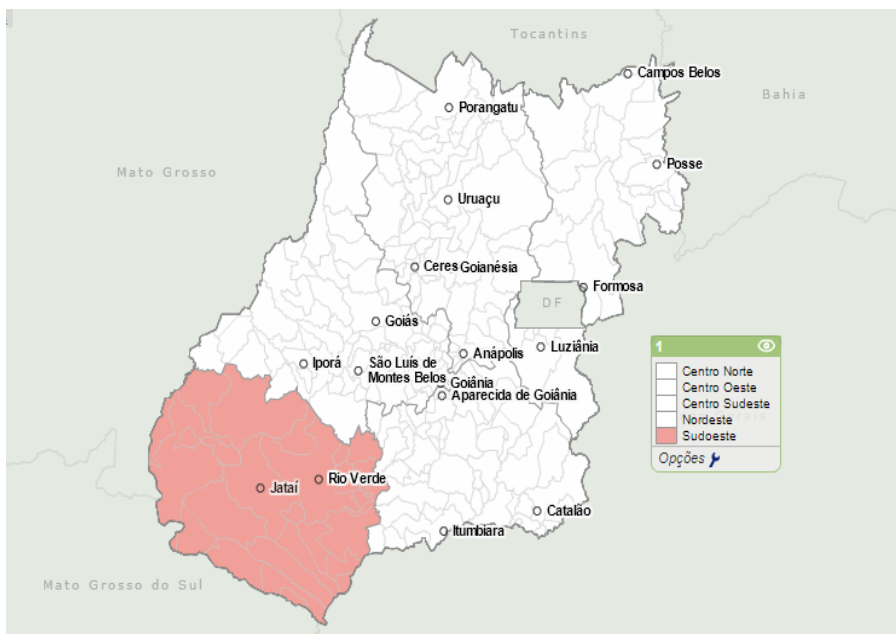 Tocantins
Campos Belos
Bahia
Porangatu
Mato Grosso
Posse
Uruaçu
Ceres Goianésia
Formosa
DF
Goiás
Luziânia
Anápolis
Iporá
São Luís de
Montes Belos
Goiânia
Aparecida de Goiânia
1
Centro Norte
Centro Oeste
Centro Sudeste
Nordeste
Sudoeste
Opções
Rio Verde
Jataí
Catalão
Itumbiara
Mato Grosso do Sul